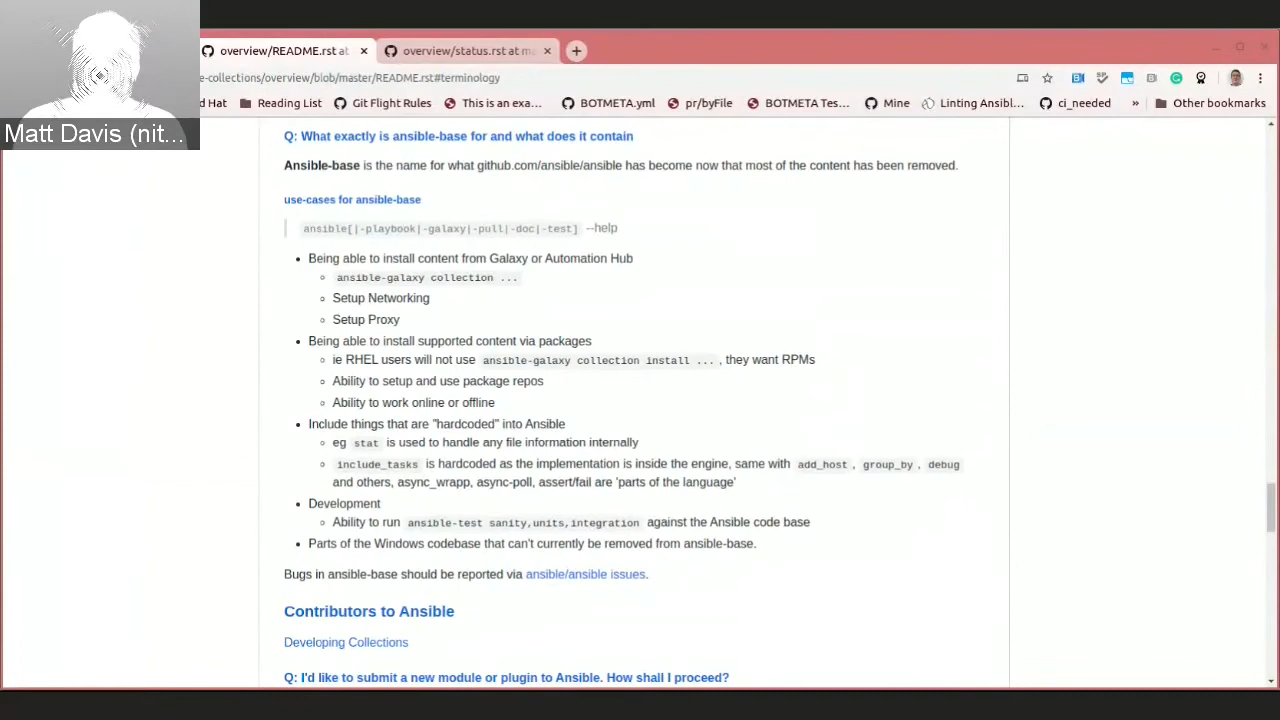 overview/README.rst at
overview/status.rst at ma
e-collections/overview/blob/master/README.rst#terminology
d Hat Reading List Git Flight Rules This is an exa... BOTMETA.yml pr/byFile BOTMETA Tes... Mine Linting Ansibl... ci_needed » Other bookmarks
Matt Davis (nit...
Q: What exactly is ansible-base for and what does it contain
Ansible-base is the name for what github.com/ansible/ansible has become now that most of the content has been removed.
use-cases for ansible-base
ansible[|-playbook|-galaxy|-pull|-doc|-test] --help
Being able to install content from Galaxy or Automation Hub
ansible-galaxy collection ...
Setup Networking
Setup Proxy
Being able to install supported content via packages
ie RHEL users will not use ansible-galaxy collection install ... , they want RPMs
Ability to setup and use package repos
Ability to work online or offline
Include things that are "hardcoded" into Ansible
eg stat is used to handle any file information internally
include_tasks is hardcoded as the implementation is inside the engine, same with add_host , group_by , debug
and others, async_wrapp, async-poll, assert/fail are 'parts of the language'
Development
Ability to run ansible-test sanity,units,integration against the Ansible code base
Parts of the Windows codebase that can't currently be removed from ansible-base.
Bugs in ansible-base should be reported via ansible/ansible issues.
Contributors to Ansible
Developing Collections
Q: I'd like to submit a new module or plugin to Ansible. How shall I proceed?